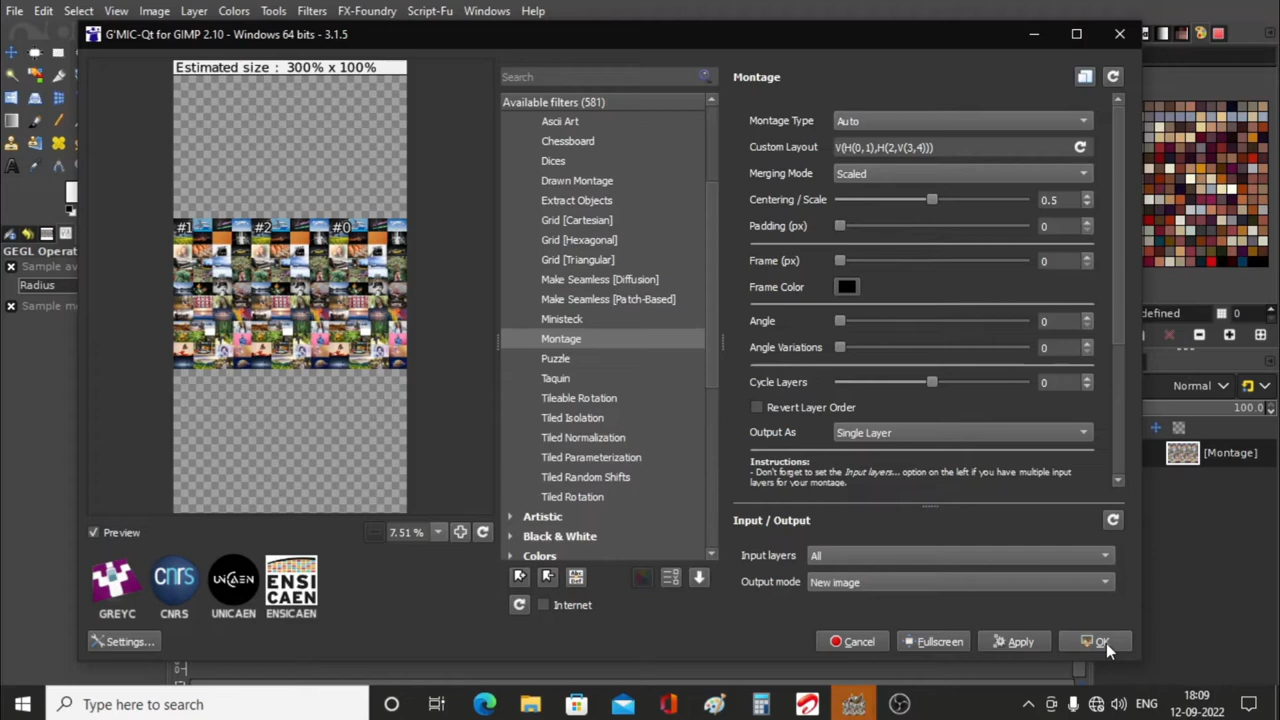 File Edit Select View Image Layer Colors Tools Filters FX-Foundry Script-Fu Windows Help
G'MIC-Qt for GIMP 2.10 - Windows 64 bits - 3.1.5
Estimated size : 300% x 100%
#1 #2 #0
GEGL Operat
Sample av
Radius
Sample m
Preview
7.51 %
GREYC CNRS UNICAEN ENSICAEN
UNICAEN
ENSI
CAEN
Settings...
Search
Available filters (581)
Ascii Art
Chessboard
Dices
Drawn Montage
Extract Objects
Grid [Cartesian]
Grid [Hexagonal]
Grid [Triangular]
Make Seamless [Diffusion]
Make Seamless [Patch-Based]
Ministeck
Montage
Puzzle
Taquin
Tileable Rotation
Tiled Isolation
Tiled Normalization
Tiled Parameterization
Tiled Random Shifts
Tiled Rotation
Artistic
Black & White
Colors
Internet
Montage
Montage Type Auto
Custom Layout V(H(0,1),H(2,V(3,4)))
Merging Mode Scaled
Centering / Scale 0.5
Padding (px) 0
Frame (px) 0
Frame Color
Angle 0
Angle Variations 0
Cycle Layers 0
Revert Layer Order
Output As Single Layer
Instructions:
- Don't forget to set the Input layers... option on the left if you have multiple input
layers for your montage.
Input / Output
Input layers All
Output mode New image
Cancel Fullscreen Apply OK
defined 0
Normal
100.0
[Montage]
Type here to search
ENG
18:09
12-09-2022